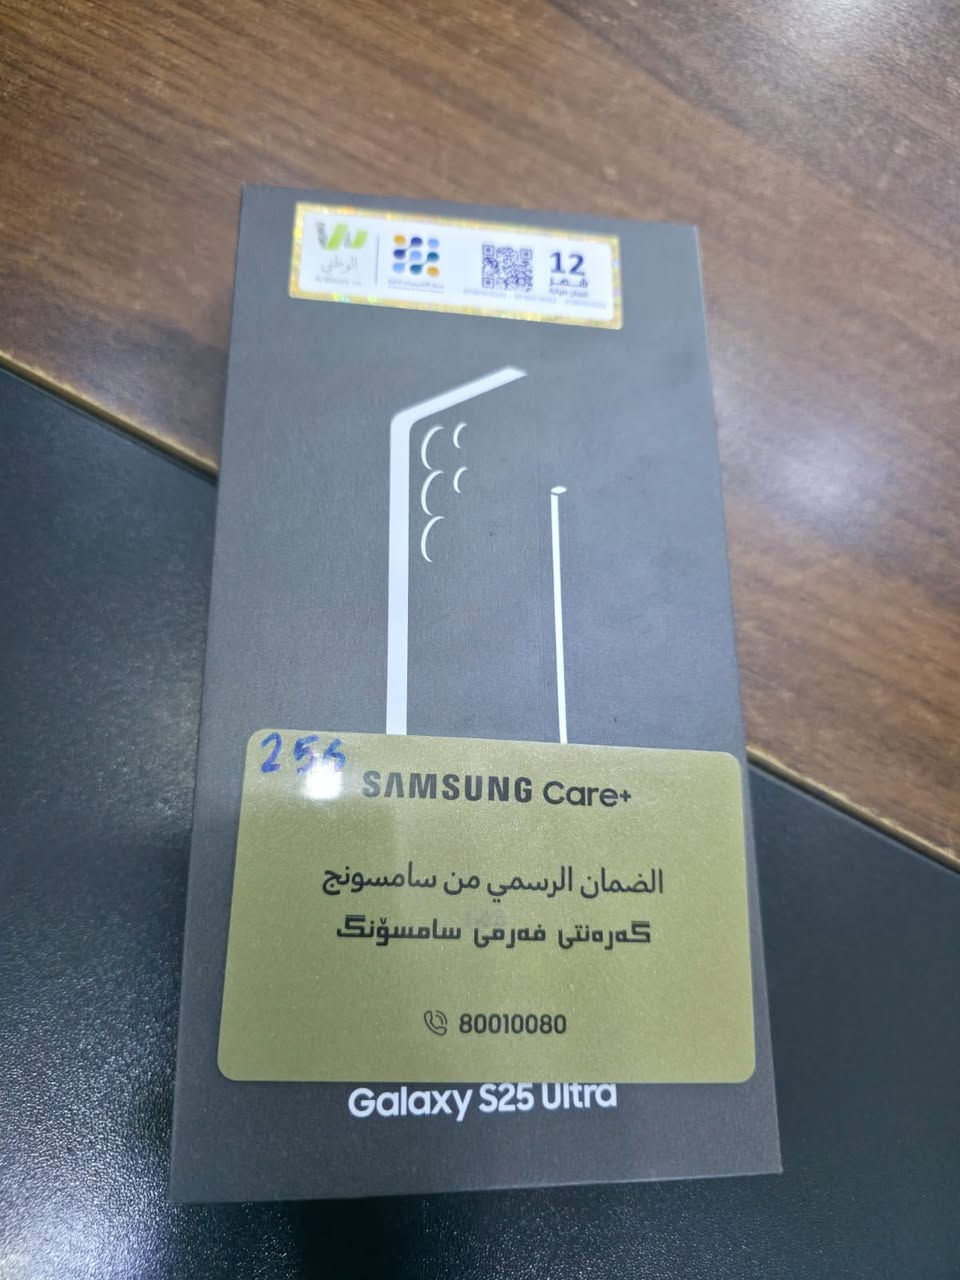 الوطني
12
شهر
256
SAMSUNG Care+
الضمان الرسمي من سامسونج
گەرەنتی فەرمی سامسۆنگ
80010080
Galaxy S25 Ultra